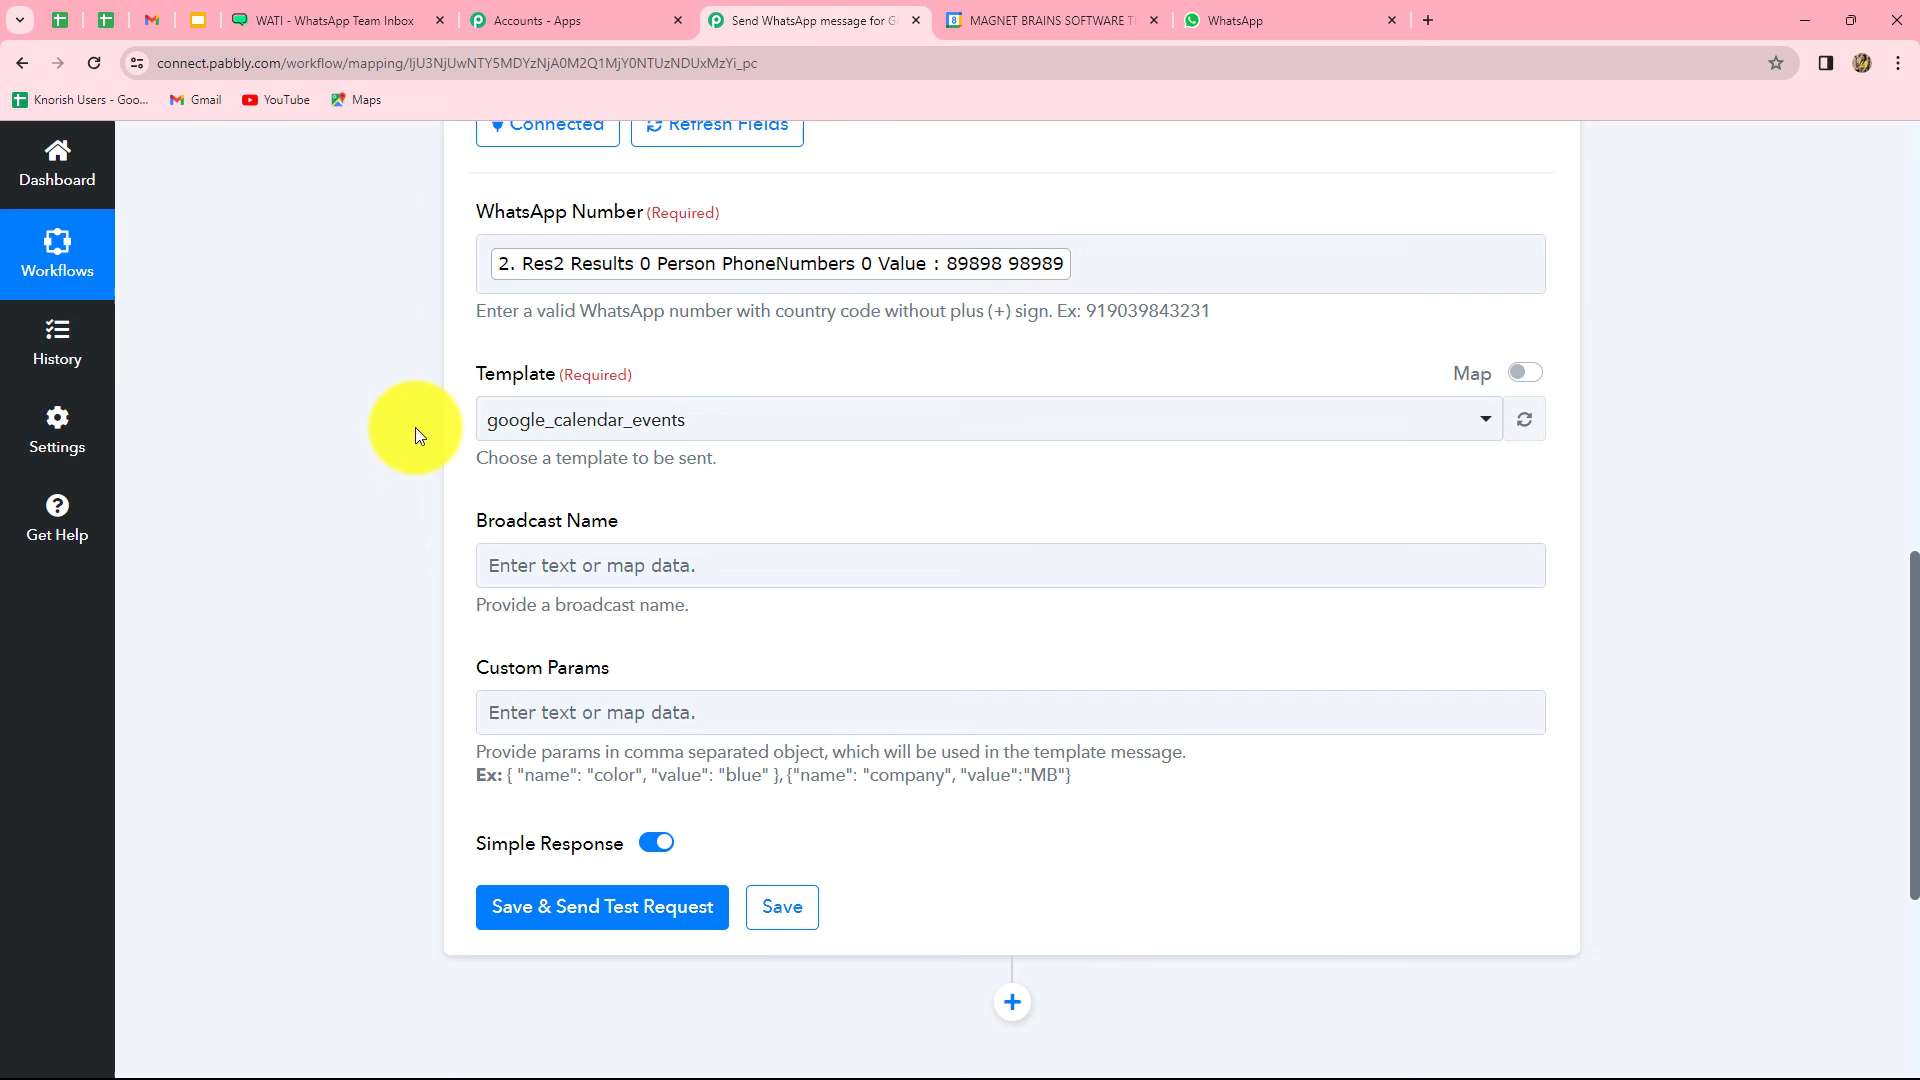 WATI - WhatsApp Team Inbox
Accounts - Apps
Send WhatsApp message for G
MAGNET BRAINS SOFTWARE T
WhatsApp
connect.pabbly.com/workflow/mapping/IjU3NjUwNTY5MDYzNjA0M2Q1MjY0NTUzNDUxMzYi_pc
Knorish Users - Goo...
Gmail
YouTube
Maps
Dashboard
Workflows
History
Settings
Get Help
Connected
Refresh Fields
WhatsApp Number (Required)
2. Res2 Results 0 Person PhoneNumbers 0 Value : 89898 98989
Enter a valid WhatsApp number with country code without plus (+) sign. Ex: 919039843231
Template (Required)
Map
google_calendar_events
Choose a template to be sent.
Broadcast Name
Enter text or map data.
Provide a broadcast name.
Custom Params
Enter text or map data.
Provide params in comma separated object, which will be used in the template message.
Ex: { "name": "color", "value": "blue" }, {"name": "company", "value":"MB"}
Simple Response
Save & Send Test Request
Save